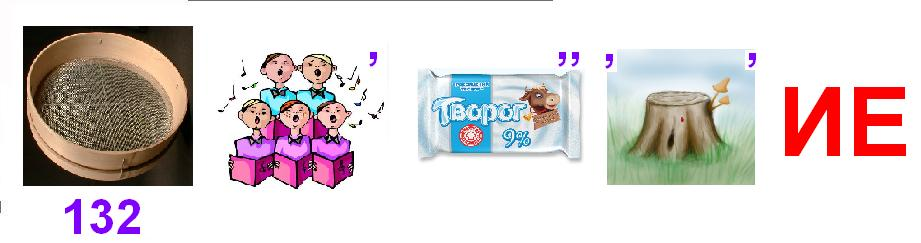 ’ ’’ ’ ’
Творог
9%
ИЕ
132